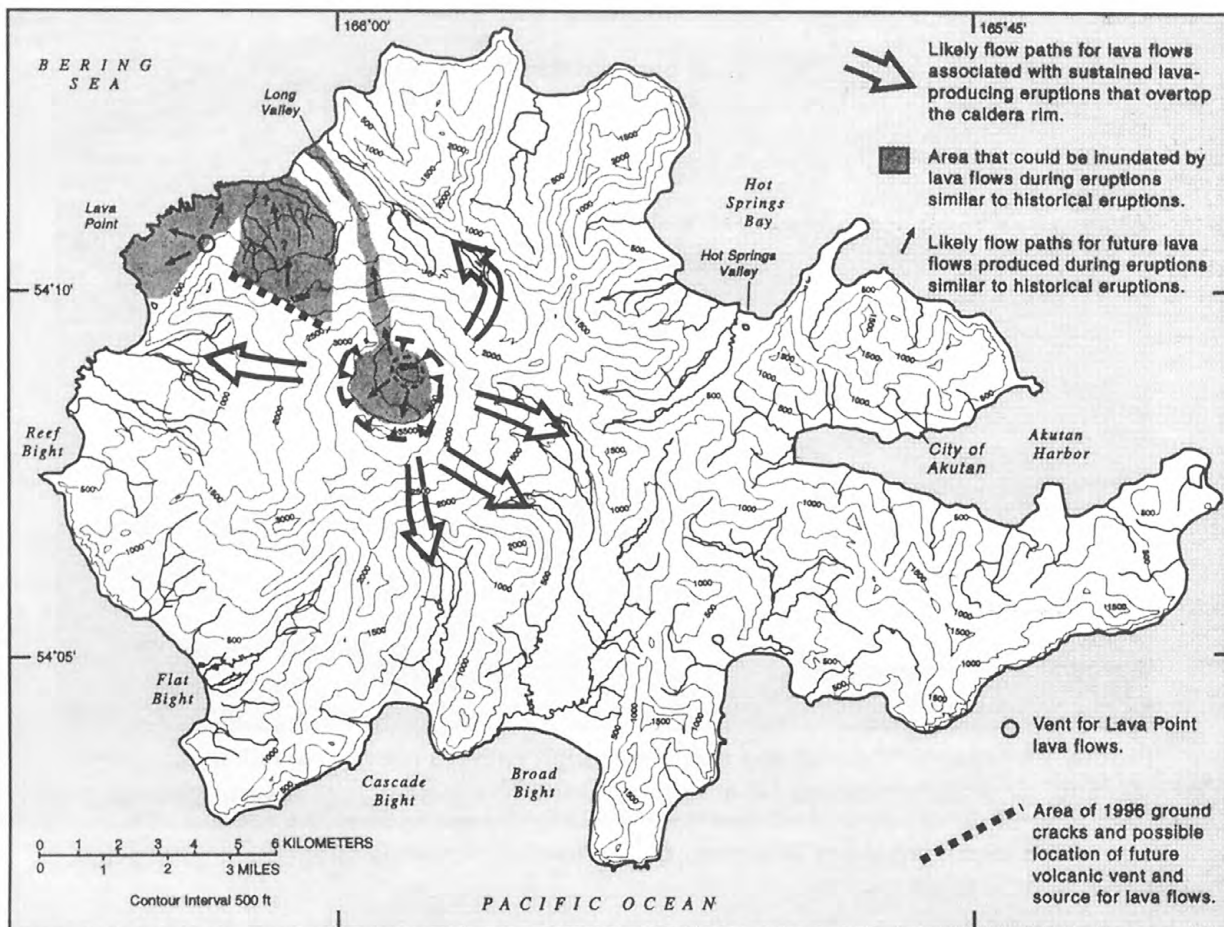 166°00'
165°45'
BERING
SEA
Long
Valley
Likely flow paths for lava flows
associated with sustained lava-
producing eruptions that overtop
the caldera rim.
Area that could be inundated by
lava flows during eruptions
similar to historical eruptions.
Likely flow paths for future lava
flows produced during eruptions
similar to historical eruptions.
Hot
Springs
Bay
Hot Springs
Valley
Lava
Point
54°10'
Reef
Bight
City of
Akutan
Akutan
Harbor
54°05'
Flat
Bight
Cascade
Bight
Broad
Bight
Vent for Lava Point
lava flows.
Area of 1996 ground
cracks and possible
location of future
volcanic vent and
source for lava flows.
0 1 2 3 4 5 6 KILOMETERS
0 1 2 3 MILES
Contour Interval 500 ft
PACIFIC OCEAN